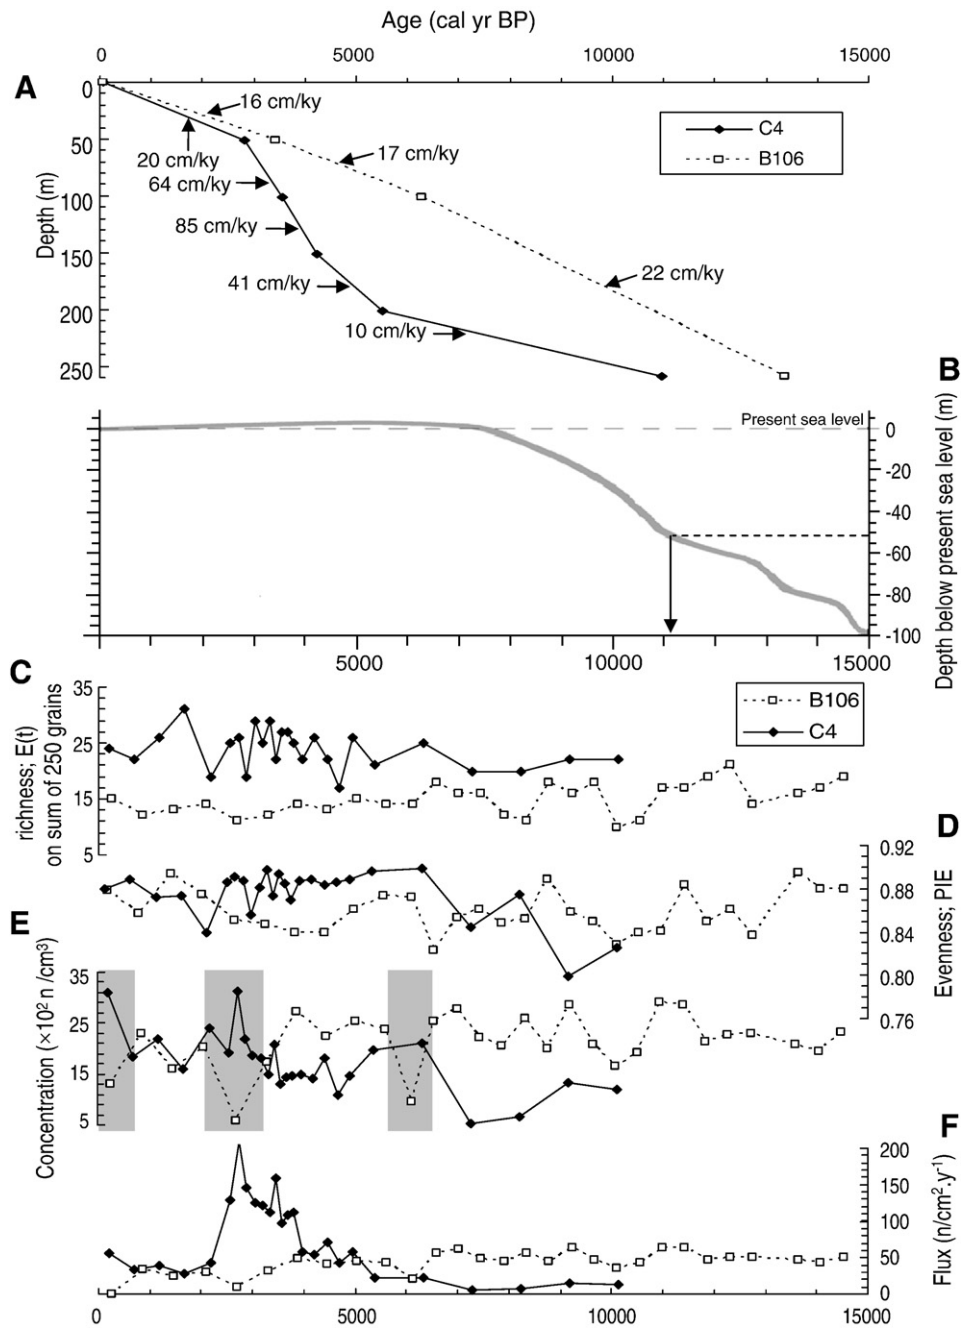 Age (cal yr BP)
0 5000 10000 15000
A
0
50
100
150
200
250
Depth (m)
16 cm/ky
20 cm/ky
17 cm/ky
64 cm/ky
85 cm/ky
41 cm/ky
22 cm/ky
10 cm/ky
C4
B106
B
Present sea level
0
-20
-40
-60
-80
-100
Depth below present sea level (m)
5000 10000 15000
C
35
25
15
5
richness; E(t)
on sum of 250 grains
B106
C4
D
0.92
0.88
0.84
0.80
0.76
Evenness; PIE
E
35
25
15
5
Concentration (×10² n /cm³)
F
200
150
100
50
0
Flux (n/cm².y⁻¹)
0 5000 10000 15000